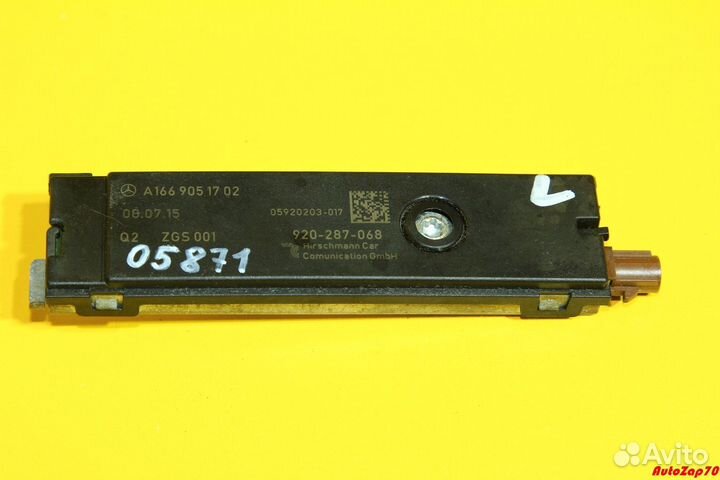 A166 905 17 02
08.07.15
05920203-017
Q2 ZGS 001
920-287-068
Hirschmann Car
Comunication GmbH
05871
L
Avito
AutoZap70